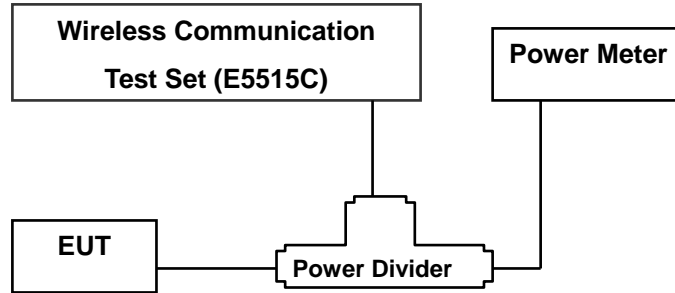 Wireless Communication
Test Set (E5515C)
Power Meter
EUT
Power Divider